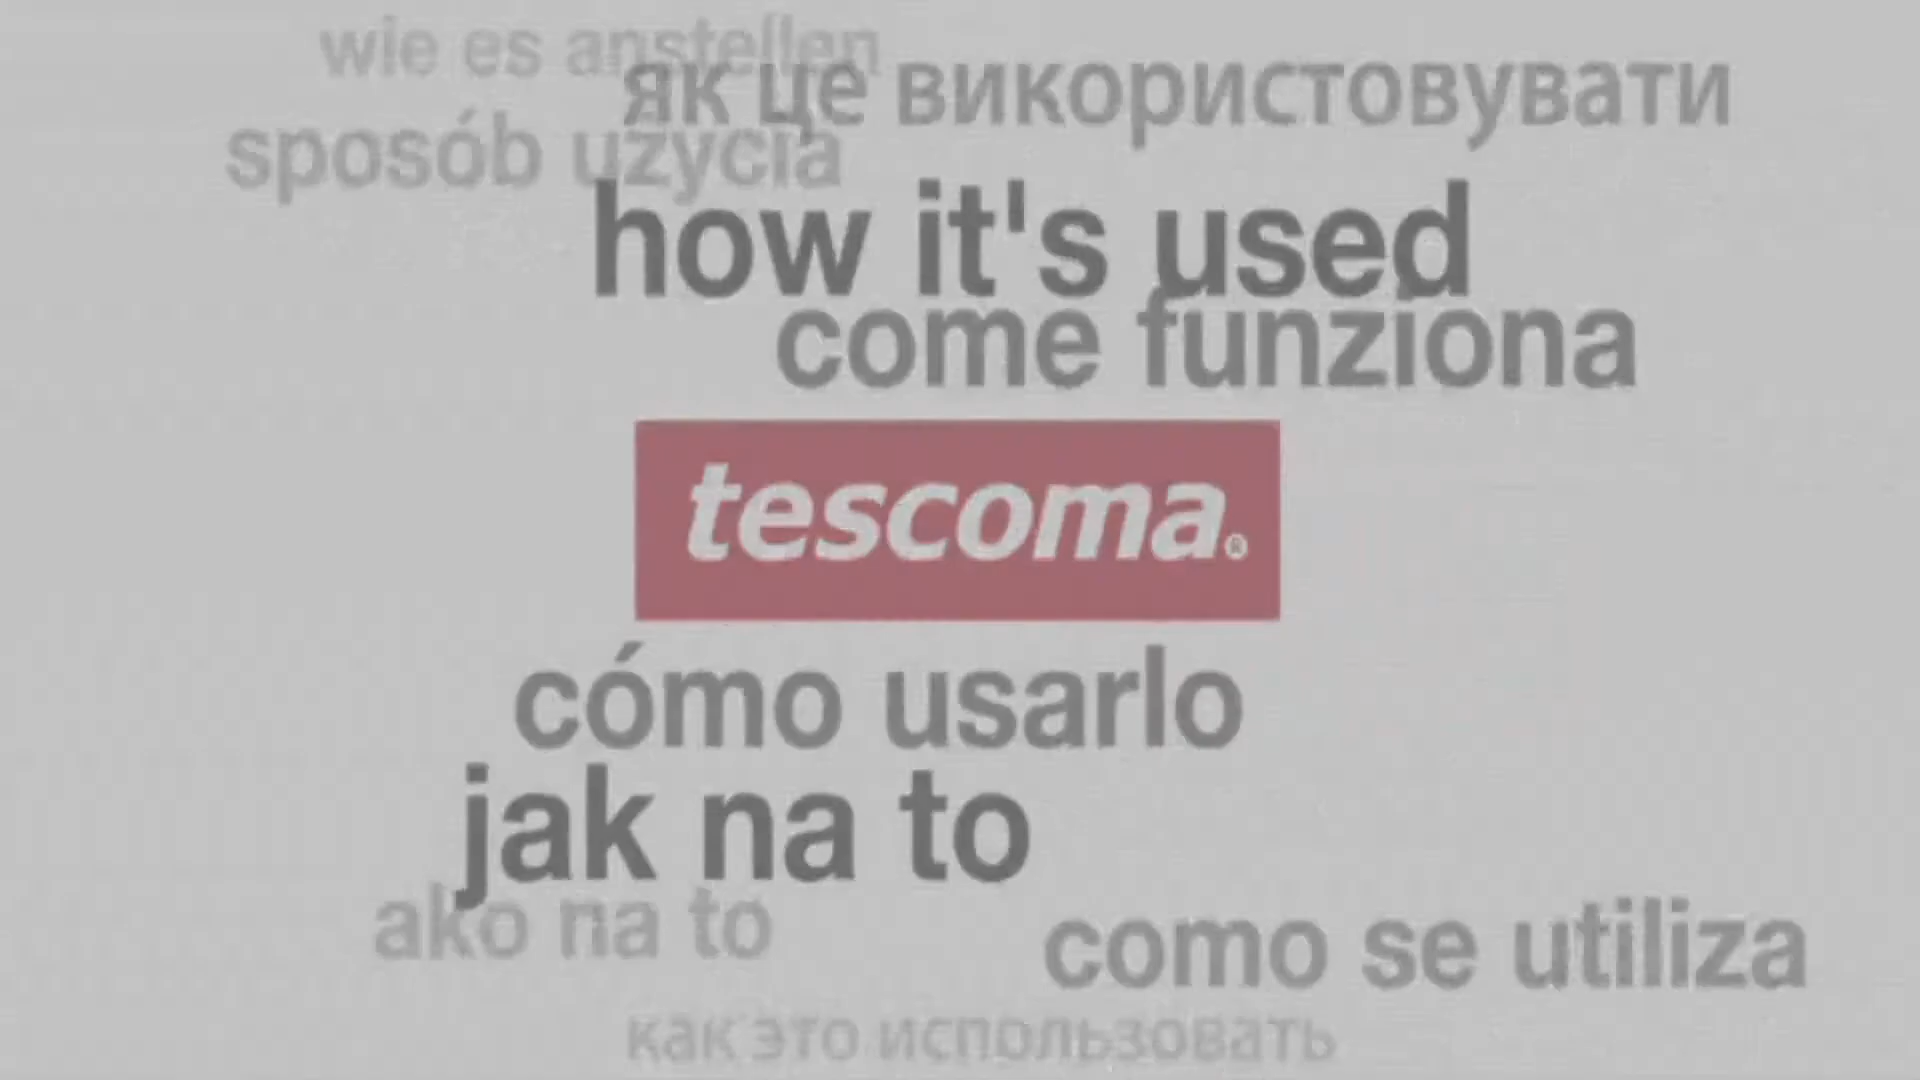 wie es anstellen
як це використовувати
sposób użycia
how it's used
come funziona
tescoma.®
cómo usarlo
jak na to
ako na to
como se utiliza
как это использовать